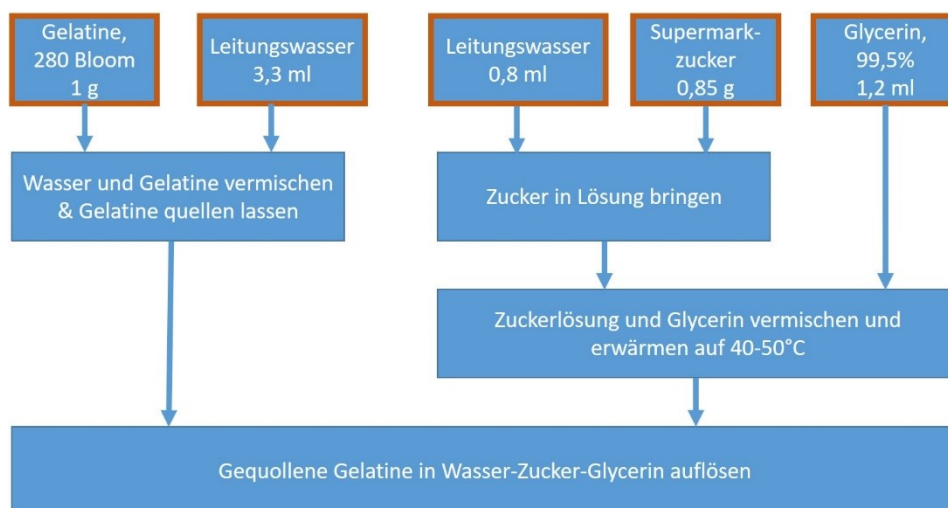 Gelatine,
280 Bloom
1 g
Leitungswasser
3,3 ml
Leitungswasser
0,8 ml
Supermark-
zucker
0,85 g
Glycerin,
99,5%
1,2 ml
Wasser und Gelatine vermischen
& Gelatine quellen lassen
Zucker in Lösung bringen
Zuckerlösung und Glycerin vermischen und
erwärmen auf 40-50°C
Gequollene Gelatine in Wasser-Zucker-Glycerin auflösen